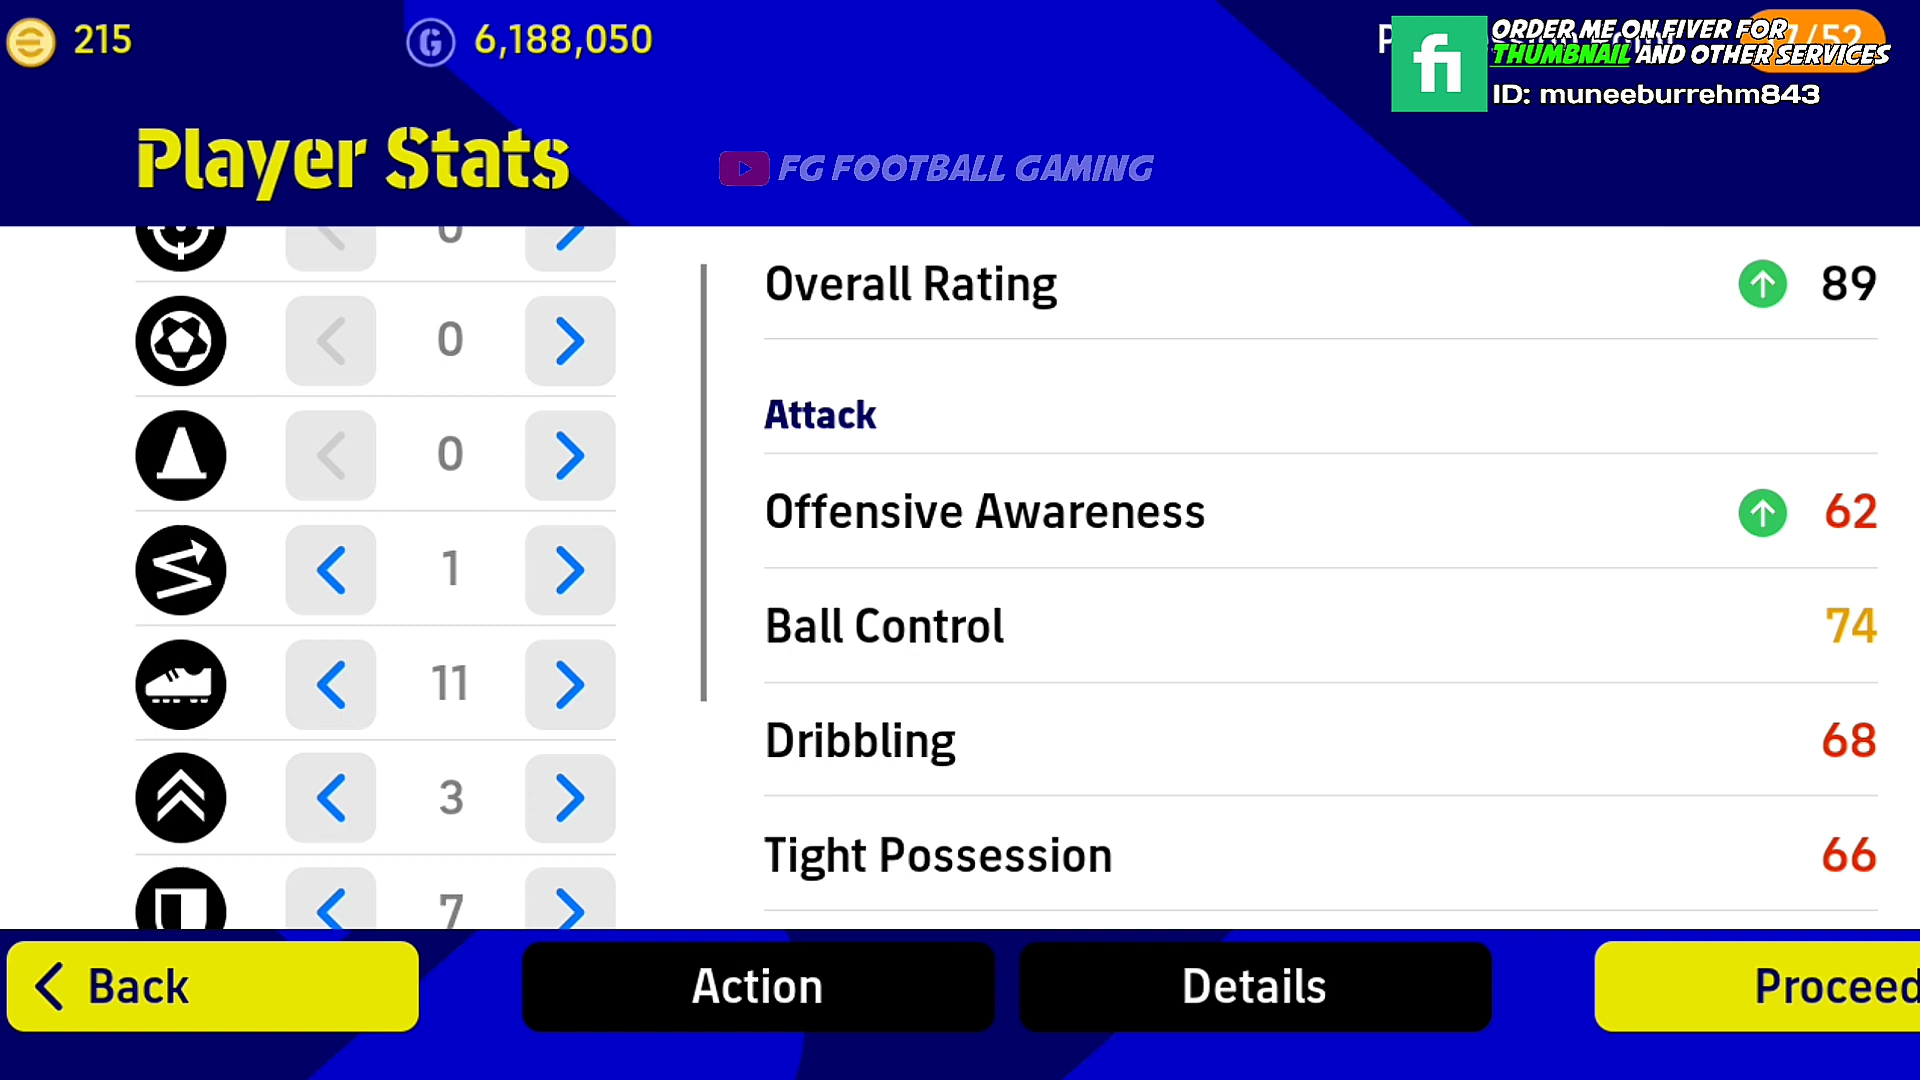 215
6,188,050
ORDER ME ON FIVER FOR
THUMBNAIL AND OTHER SERVICES
fi
ID: muneeburrehm843
Player Stats
FG FOOTBALL GAMING
0
Overall Rating 89
0
Attack
0
Offensive Awareness 62
1
Ball Control 74
11
Dribbling 68
3
Tight Possession 66
7
Back
Action
Details
Proceed